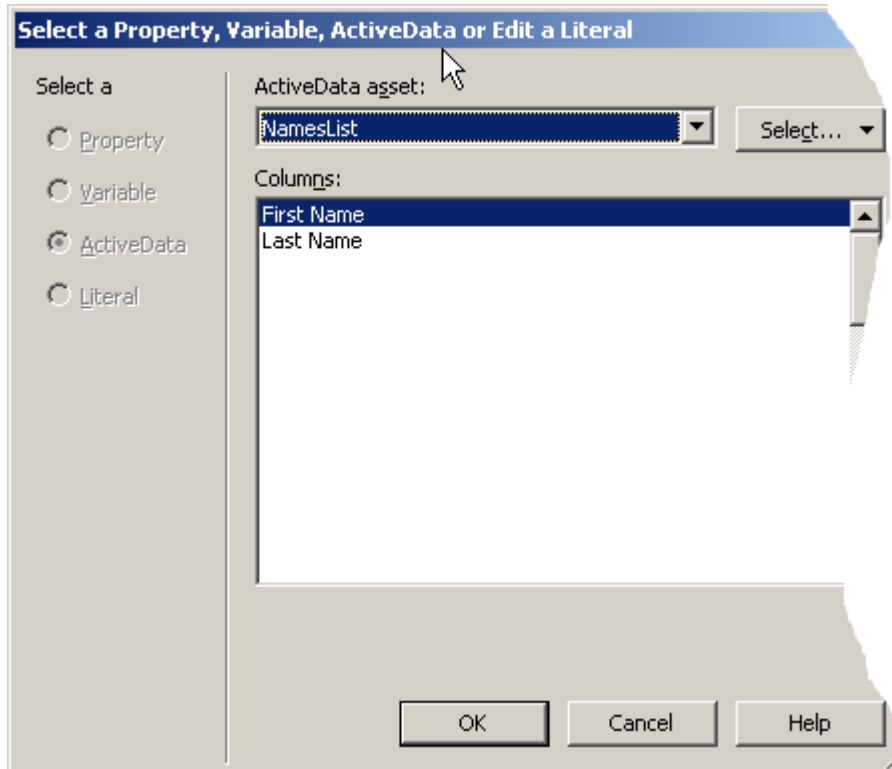 Select a Property, Variable, ActiveData or Edit a Literal
Select a
Property
Variable
ActiveData
Literal
ActiveData asset:
NamesList
Select...
Columns:
First Name
Last Name
OK
Cancel
Help